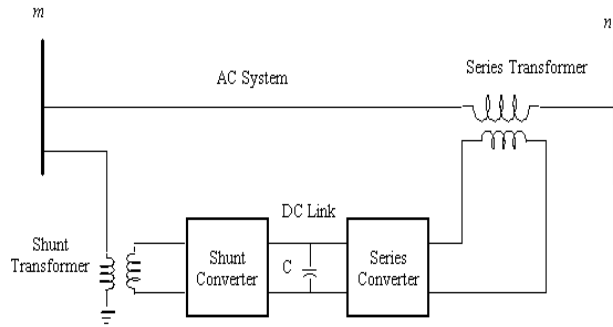 m
n
AC System
Series Transformer
DC Link
Shunt
Transformer
Shunt
Converter
C
Series
Converter